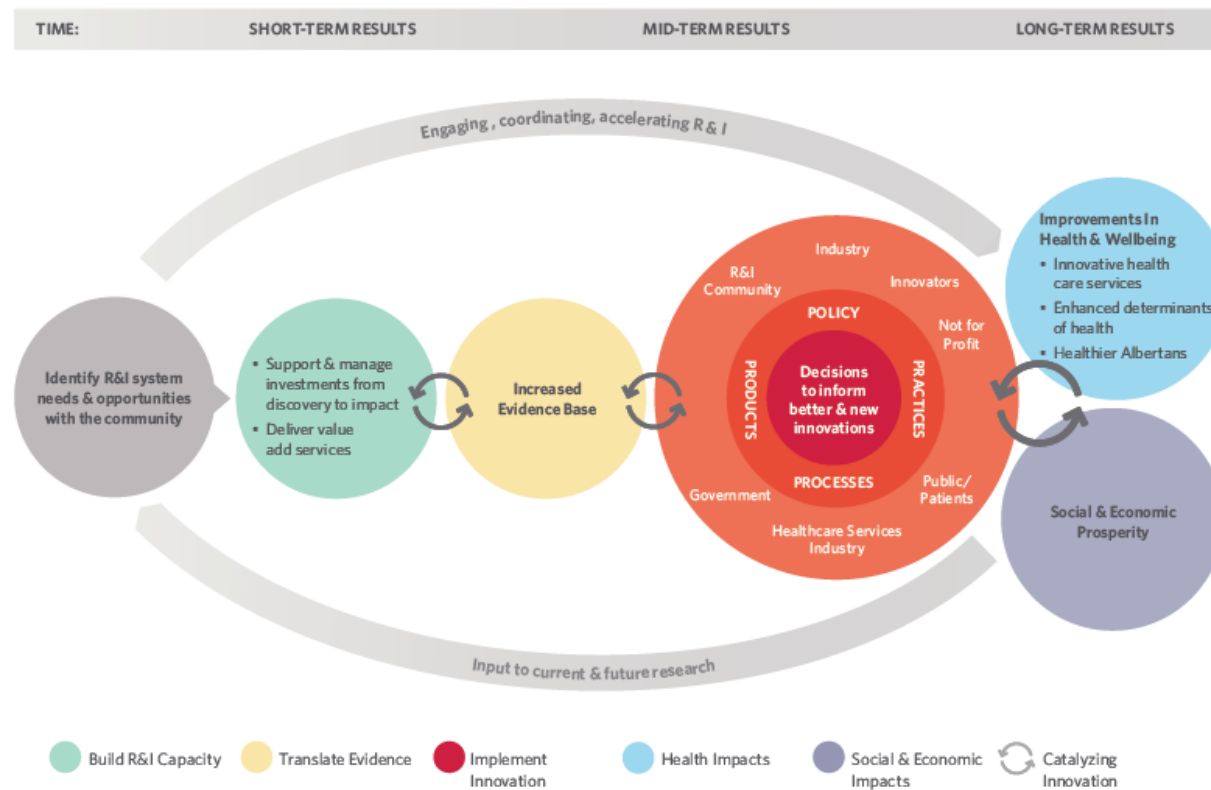 TIME:
SHORT-TERM RESULTS
MID-TERM RESULTS
LONG-TERM RESULTS
Engaging , coordinating, accelerating R & I
Identify R&I system
needs & opportunities
with the community
▪ Support & manage
investments from
discovery to impact
▪ Deliver value
add services
Increased
Evidence Base
Industry
R&I
Community
Innovators
Not for
Profit
POLICY
PRODUCTS
PRACTICES
PROCESSES
Decisions
to inform
better & new
innovations
Government
Public/
Patients
Healthcare Services
Industry
Improvements In
Health & Wellbeing
▪ Innovative health
care services
▪ Enhanced determinants
of health
▪ Healthier Albertans
Social & Economic
Prosperity
Input to current & future research
Build R&I Capacity
Translate Evidence
Implement
Innovation
Health Impacts
Social & Economic
Impacts
Catalyzing
Innovation